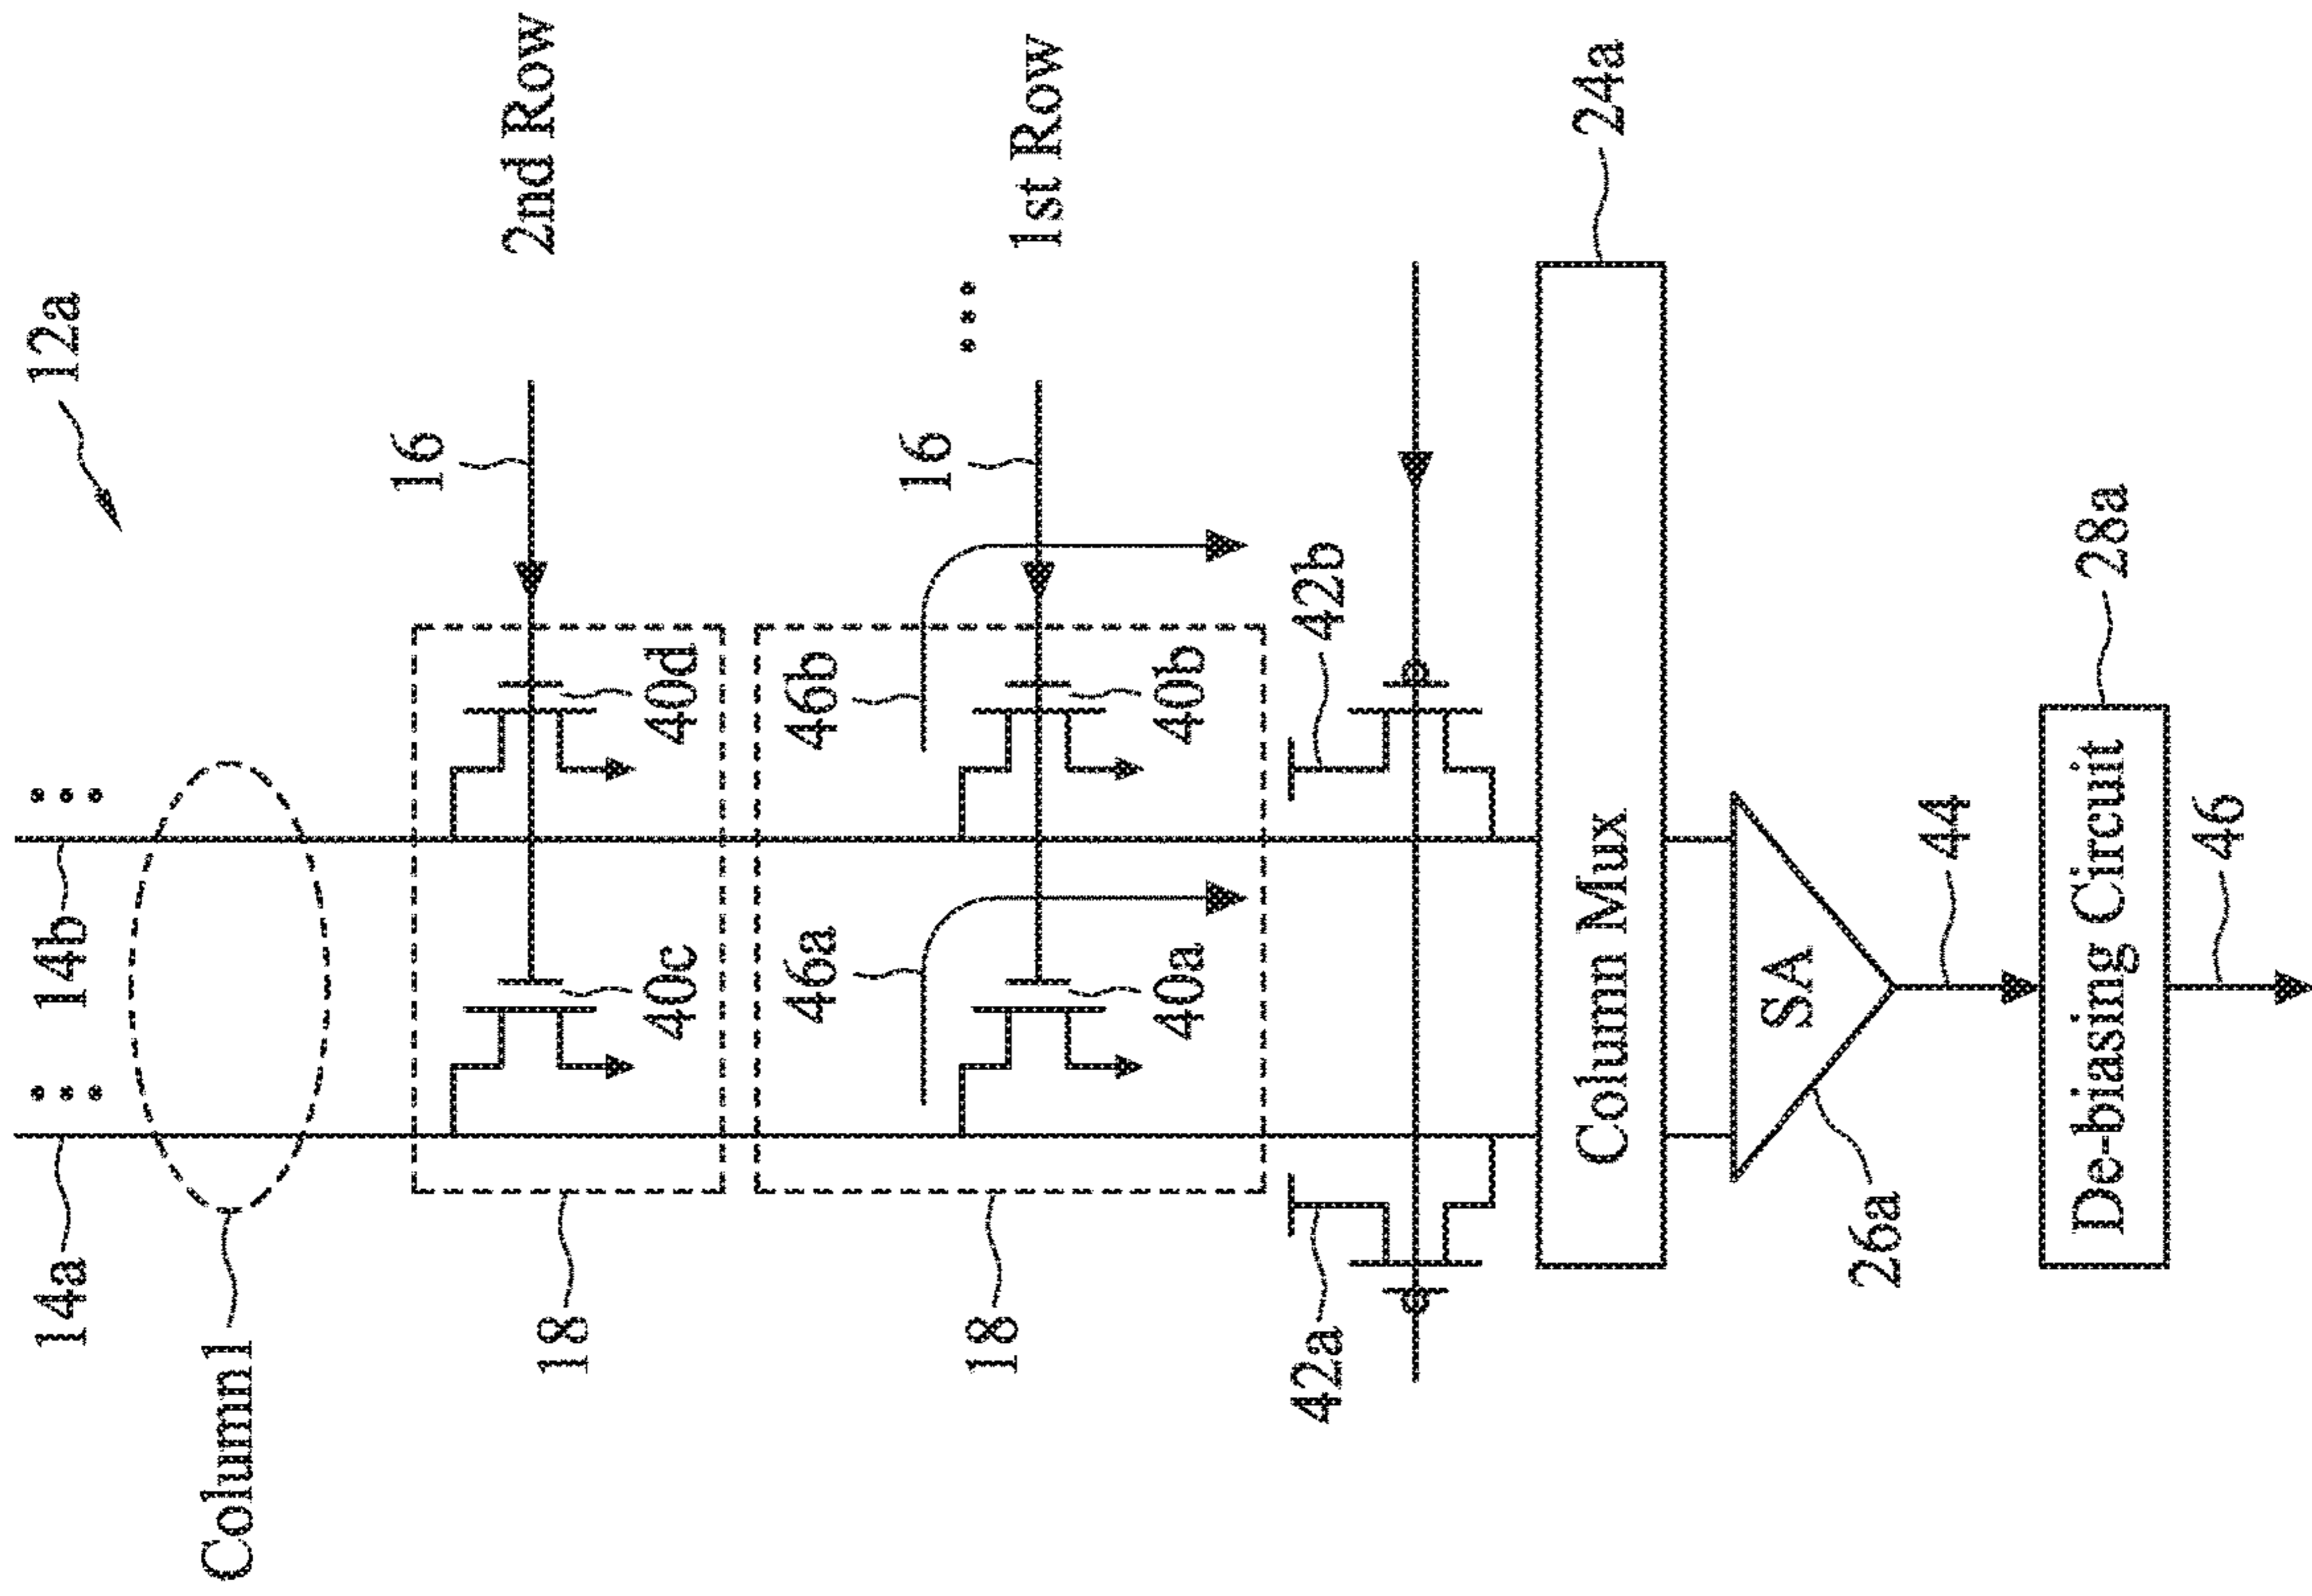 12a
14a
14b
Column1
2nd Row
16
40c
40d
18
1st Row
16
46a
46b
40a
40b
18
42a
42b
24a
Column Mux
SA
26a
44
28a
De-biasing Circuit
46